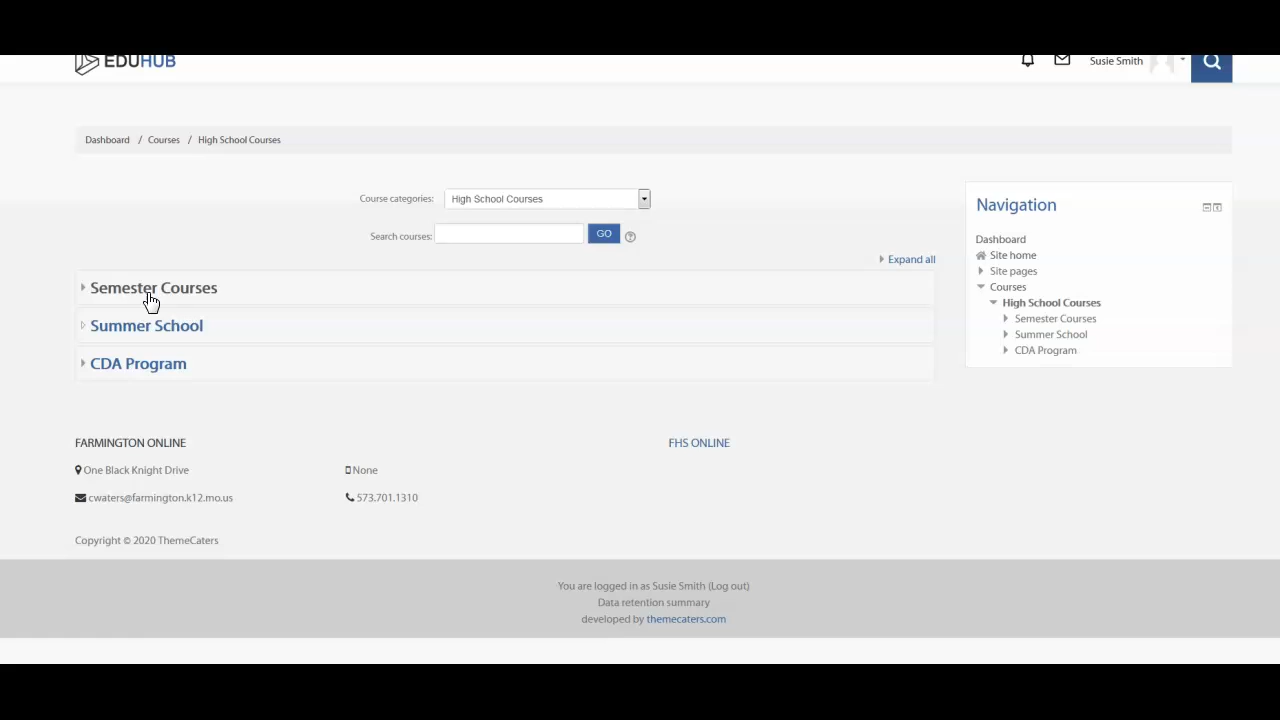 EDUHUB
Susie Smith
Dashboard / Courses / High School Courses
Course categories: High School Courses
Search courses: GO
Expand all
Semester Courses
Summer School
CDA Program
Navigation
Dashboard
Site home
Site pages
Courses
High School Courses
Semester Courses
Summer School
CDA Program
FARMINGTON ONLINE
FHS ONLINE
One Black Knight Drive
None
cwaters@farmington.k12.mo.us
573.701.1310
Copyright © 2020 ThemeCaters
You are logged in as Susie Smith (Log out)
Data retention summary
developed by themecaters.com